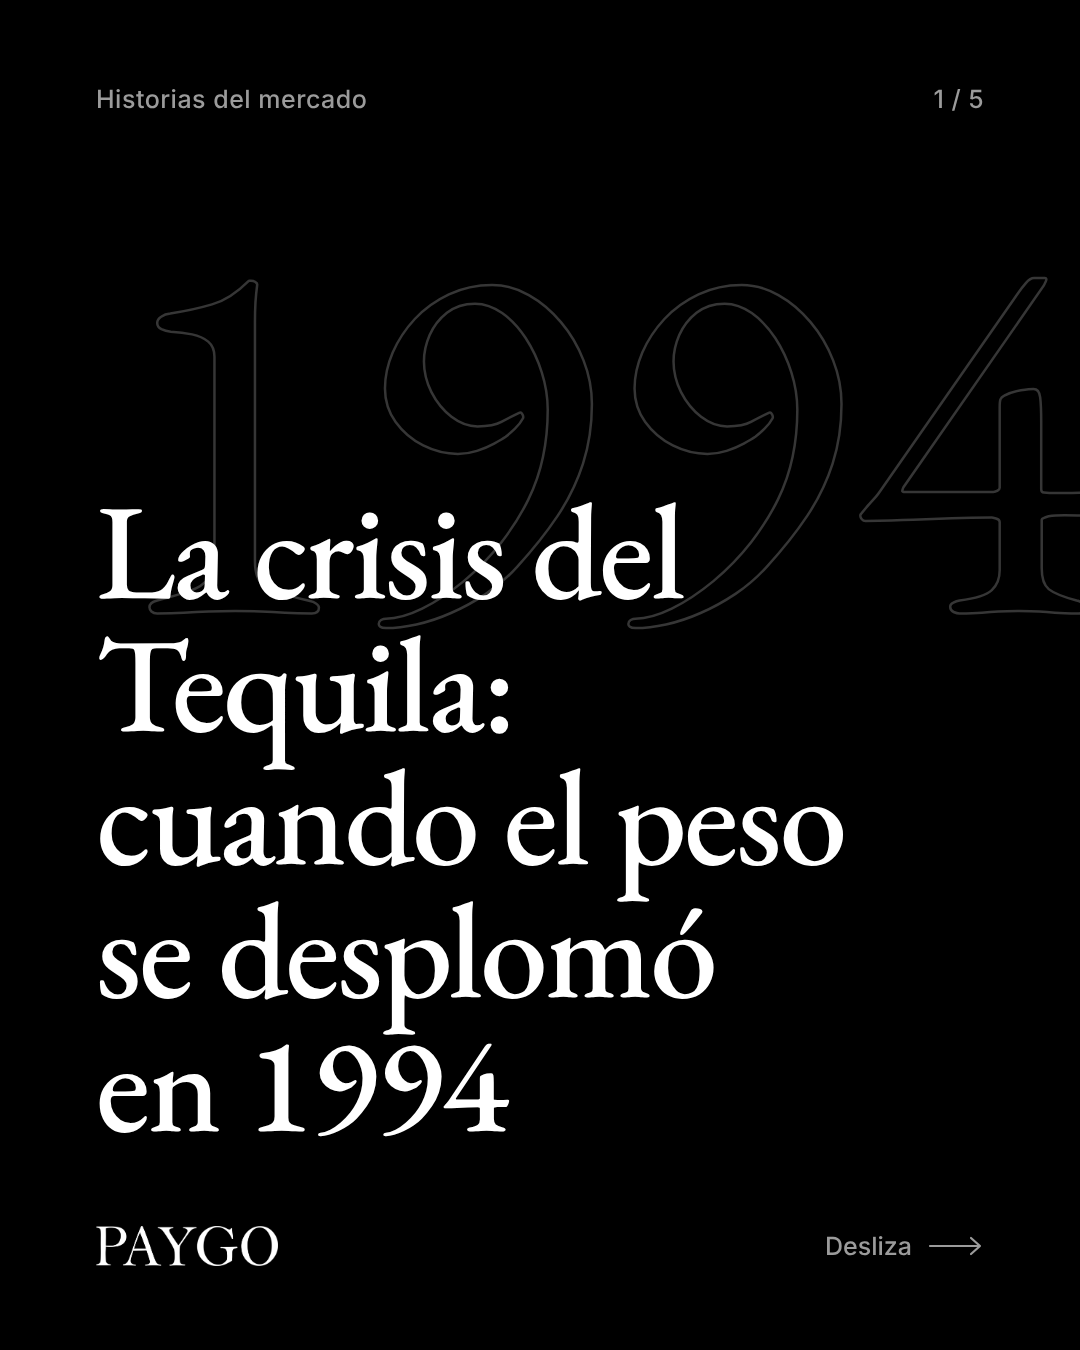 Historias del mercado
1 / 5
1994
La crisis del
Tequila:
cuando el peso
se desplomó
en 1994
PAYGO
Desliza